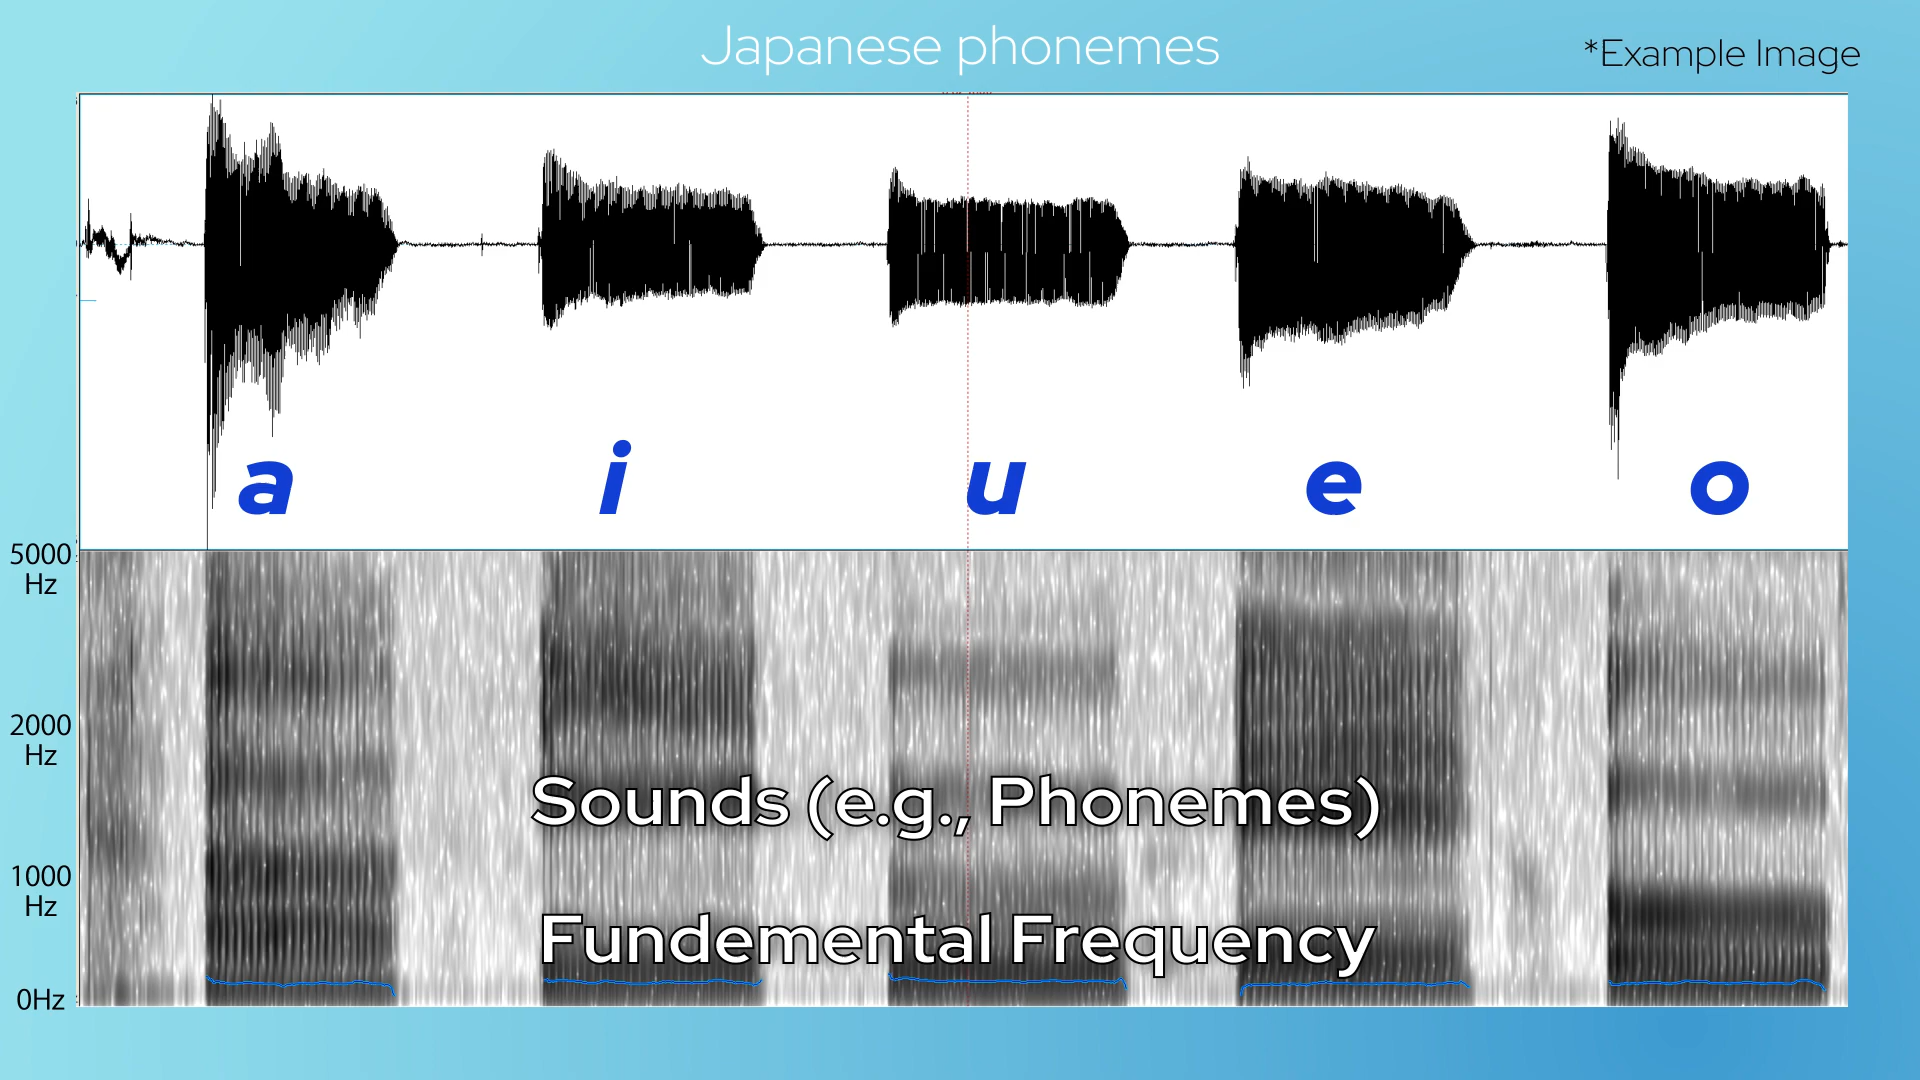 Japanese phonemes
*Example Image
a i u e o
5000
Hz
2000
Hz
Sounds (e.g., Phonemes)
1000
Hz
Fundemental Frequency
0Hz